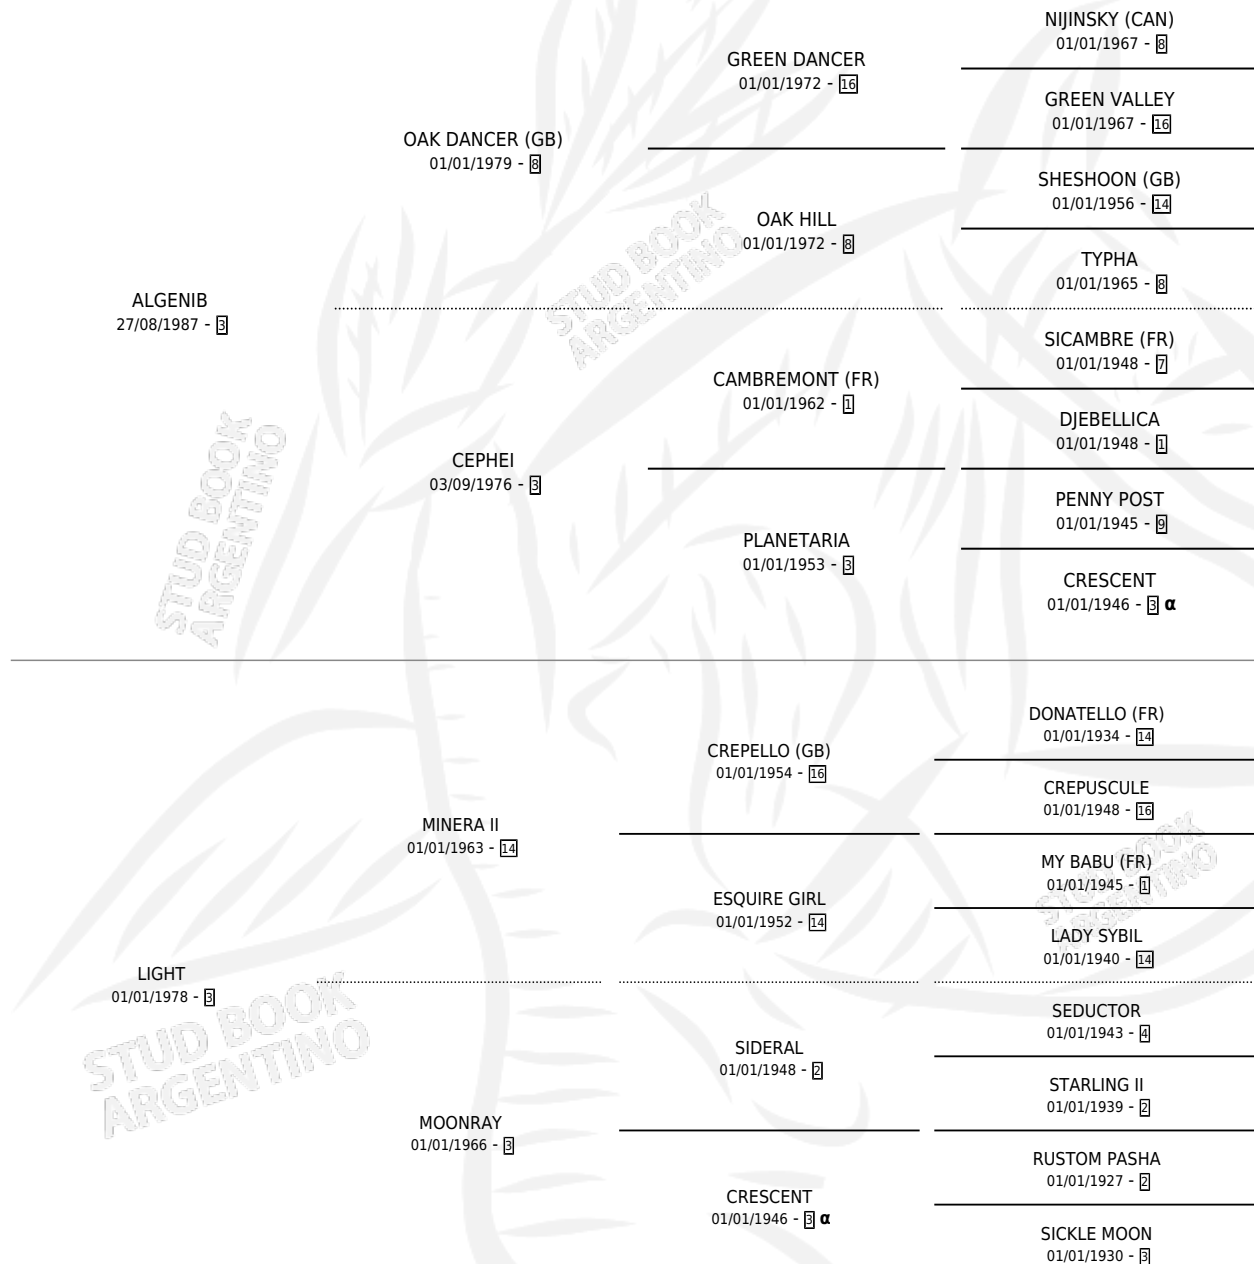 NIJINSKY (CAN)
01/01/1967 - 8
GREEN DANCER
01/01/1972 - 16
GREEN VALLEY
01/01/1967 - 16
OAK DANCER (GB)
01/01/1979 - 8
SHESHOON (GB)
01/01/1956 - 14
OAK HILL
01/01/1972 - 8
TYPHA
01/01/1965 - 8
STUD BOOK
ARGENTINO
ALGENIB
27/08/1987 - 3
SICAMBRE (FR)
01/01/1948 - 7
CAMBREMONT (FR)
01/01/1962 - 1
DJEBELLICA
01/01/1948 - 1
CEPHEI
03/09/1976 - 3
PENNY POST
01/01/1945 - 9
PLANETARIA
01/01/1953 - 3
CRESCENT
01/01/1946 - 3 α
STUD BOOK
ARGENTINO
DONATELLO (FR)
01/01/1934 - 14
CREPELLO (GB)
01/01/1954 - 16
CREPUSCULE
01/01/1948 - 16
MINERA II
01/01/1963 - 14
MY BABU (FR)
01/01/1945 - 1
ESQUIRE GIRL
01/01/1952 - 14
LADY SYBIL
01/01/1940 - 14
STUD BOOK
ARGENTINO
LIGHT
01/01/1978 - 3
SEDUCTOR
01/01/1943 - 4
SIDERAL
01/01/1948 - 2
STARLING II
01/01/1939 - 2
STUD BOOK
ARGENTINO
MOONRAY
01/01/1966 - 3
RUSTOM PASHA
01/01/1927 - 2
CRESCENT
01/01/1946 - 3 α
SICKLE MOON
01/01/1930 - 3